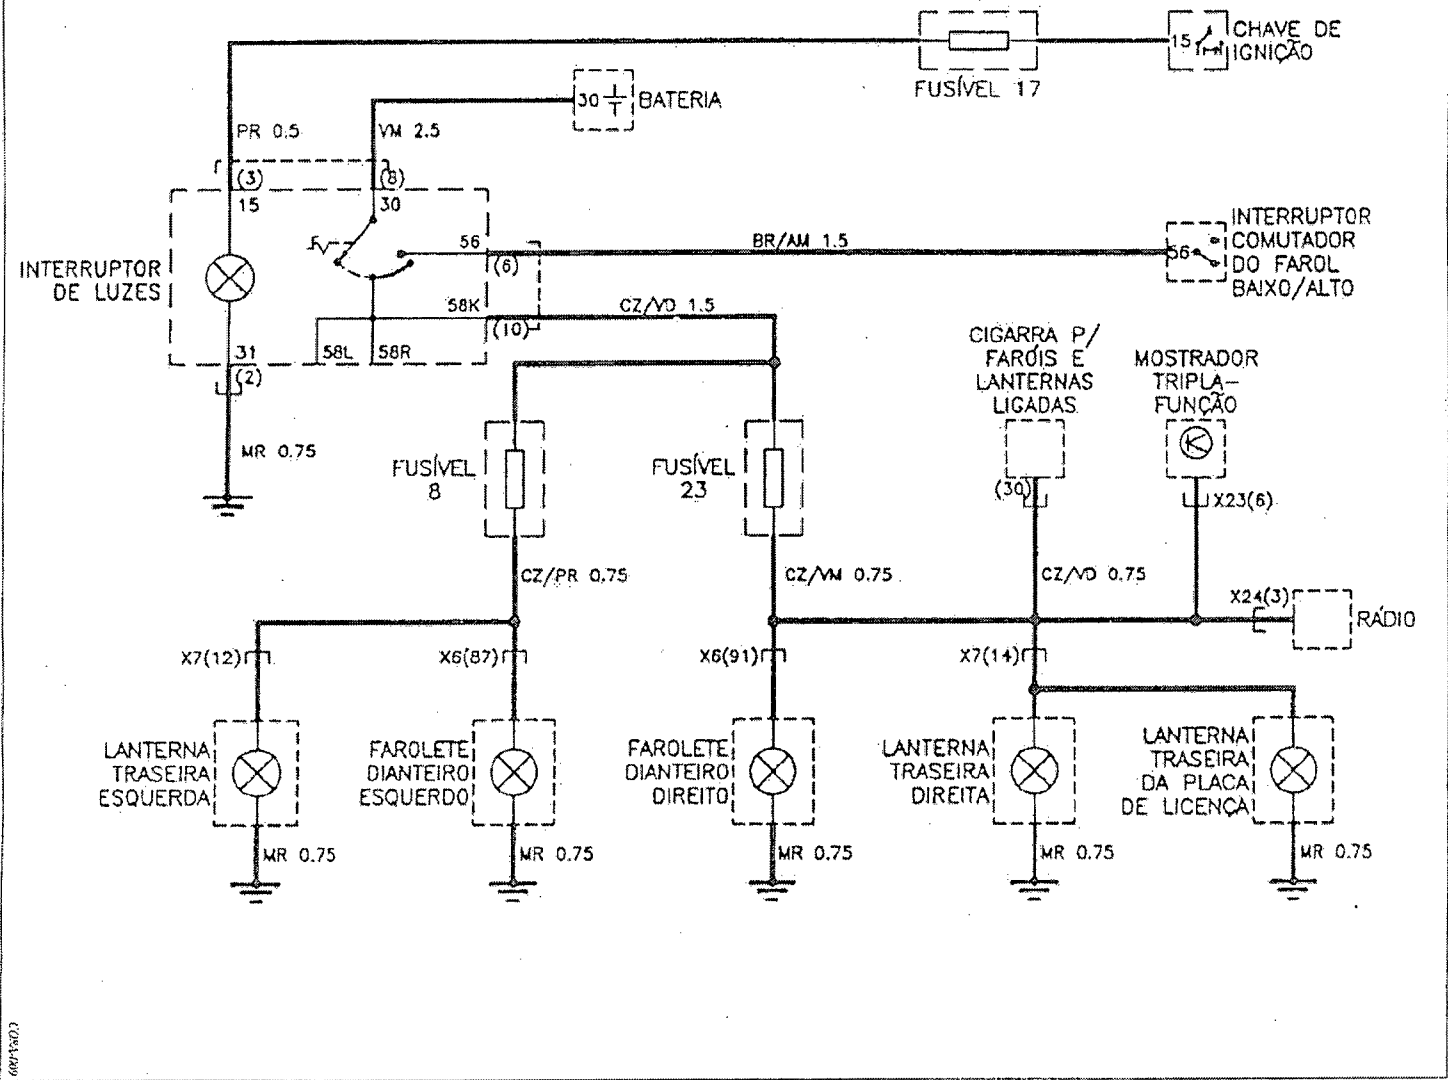 15
CHAVE DE
IGNIÇÃO
FUSÍVEL 17
30
BATERIA
PR 0.5
VM 2.5
(3)
(8)
15
30
INTERRUPTOR
DE LUZES
56
(6)
BR/AM 1.5
56
INTERRUPTOR
COMUTADOR
DO FAROL
BAIXO/ALTO
58K
(10)
CZ/VD 1.5
31
58L
58R
(2)
MR 0.75
CIGARRA P/
FARÓIS E
LANTERNAS
LIGADAS
MOSTRADOR
TRIPLA-
FUNÇÃO
FUSÍVEL
8
FUSÍVEL
23
(30)
X23(6)
CZ/PR 0.75
CZ/VM 0.75
CZ/VD 0.75
X24(3)
RÁDIO
X7(12)
X6(87)
X6(91)
X7(14)
LANTERNA
TRASEIRA
ESQUERDA
FAROLETE
DIANTEIRO
ESQUERDO
FAROLETE
DIANTEIRO
DIREITO
LANTERNA
TRASEIRA
DIREITA
LANTERNA
TRASEIRA
DA PLACA
DE LICENÇA
MR 0.75
MR 0.75
MR 0.75
MR 0.75
MR 0.75